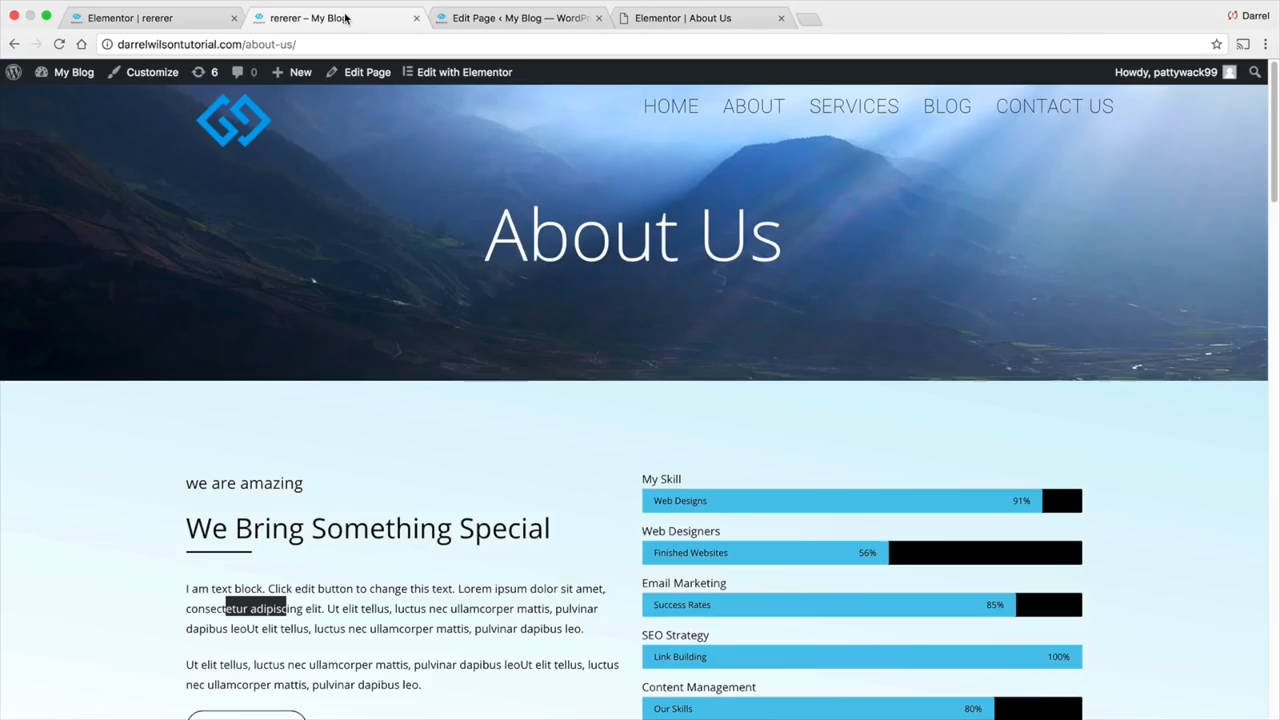 Elementor | rererer
rererer – My Blog
Edit Page ‹ My Blog — WordPr
Elementor | About Us
Darrel
darrelwilsontutorial.com/about-us/
My Blog
Customize
6
0
New
Edit Page
Edit with Elementor
Howdy, pattywack99
HOME
ABOUT
SERVICES
BLOG
CONTACT US
About Us
we are amazing
We Bring Something Special
I am text block. Click edit button to change this text. Lorem ipsum dolor sit amet,
consectetur adipiscing elit. Ut elit tellus, luctus nec ullamcorper mattis, pulvinar
dapibus leoUt elit tellus, luctus nec ullamcorper mattis, pulvinar dapibus leo.
Ut elit tellus, luctus nec ullamcorper mattis, pulvinar dapibus leoUt elit tellus, luctus
nec ullamcorper mattis, pulvinar dapibus leo.
My Skill
Web Designs 91%
Web Designers
Finished Websites 56%
Email Marketing
Success Rates 85%
SEO Strategy
Link Building 100%
Content Management
Our Skills 80%